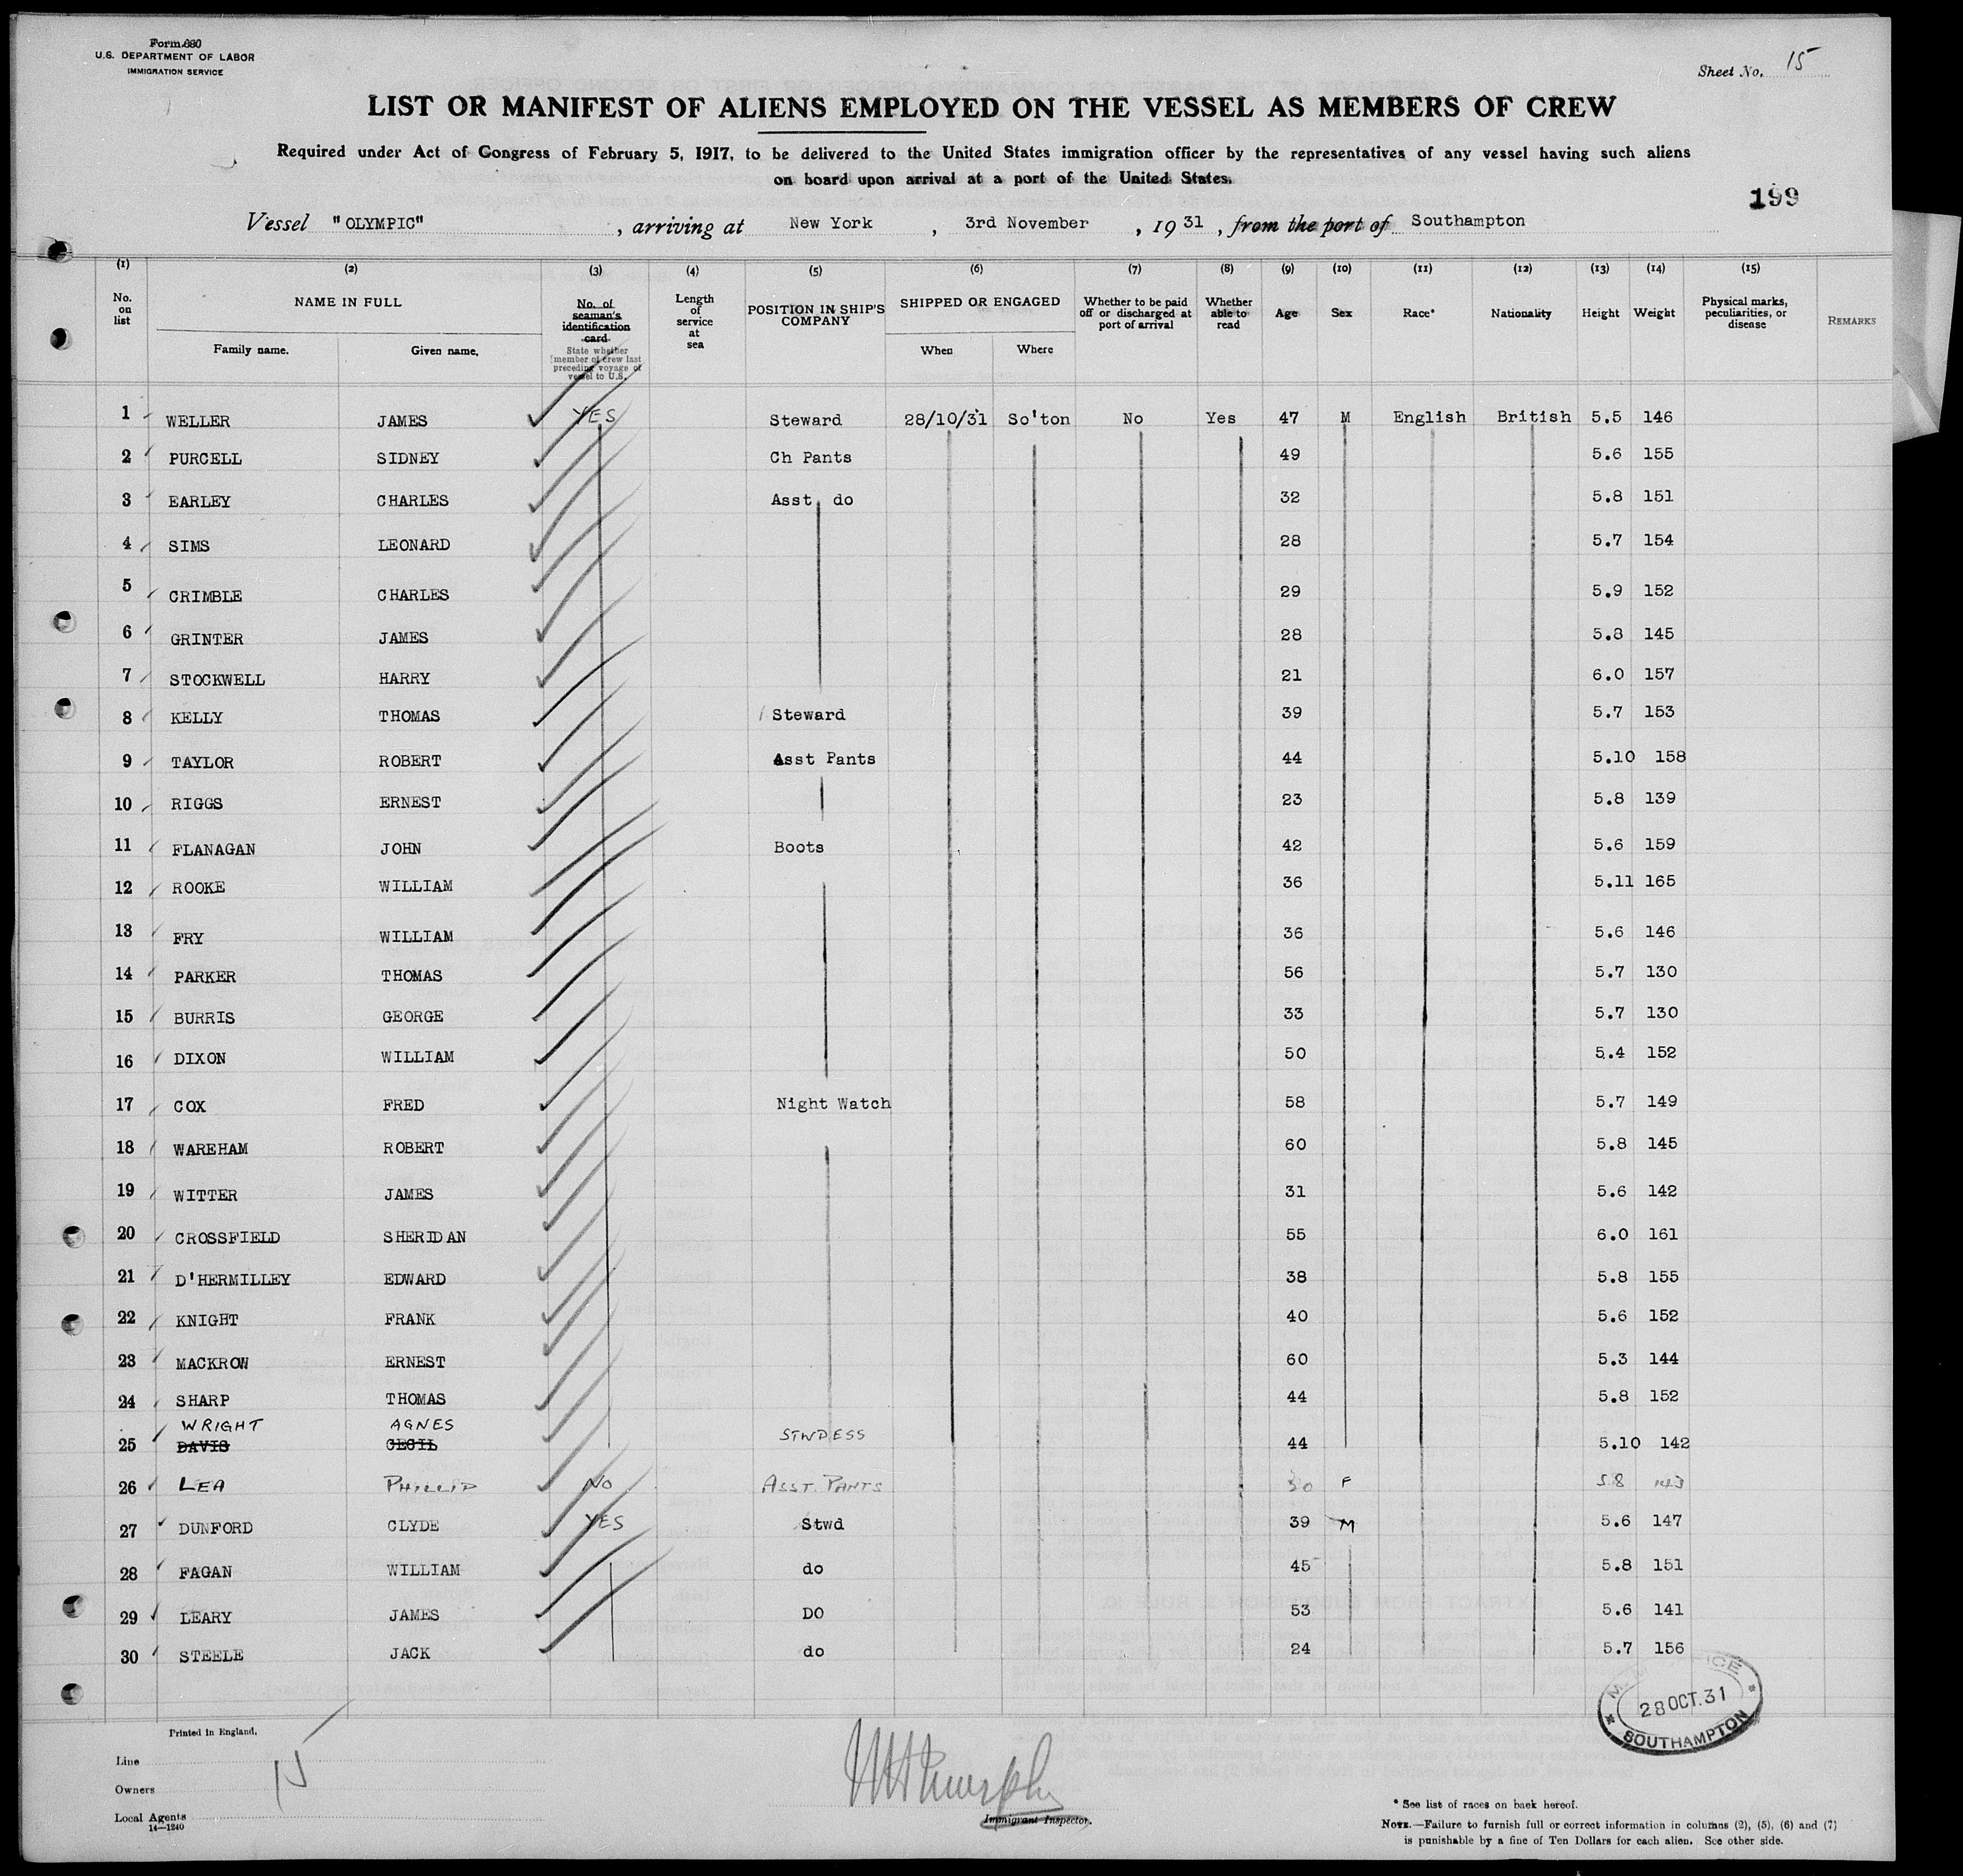 Form 680
U.S. DEPARTMENT OF LABOR
IMMIGRATION SERVICE
Sheet No. 15
LIST OR MANIFEST OF ALIENS EMPLOYED ON THE VESSEL AS MEMBERS OF CREW
Required under Act of Congress of February 5, 1917, to be delivered to the United States immigration officer by the representatives of any vessel having such aliens
on board upon arrival at a port of the United States.
199
Vessel "OLYMPIC", arriving at New York, 3rd November, 1931, from the port of Southampton
(1) (2) (3) (4) (5) (6) (7) (8) (9) (10) (11) (12) (13) (14) (15)
No. on list NAME IN FULL Family name. Given name. No. of seaman's identification card State whether member of crew last preceding voyage of vessel to U.S. Length of service at sea POSITION IN SHIP'S COMPANY SHIPPED OR ENGAGED When Where Whether to be paid off or discharged at port of arrival Whether able to read Age Sex Race* Nationality Height Weight Physical marks, peculiarities, or disease REMARKS
1 WELLER JAMES YES Steward 28/10/31 So'ton No Yes 47 M English British 5.5 146
2 PURCELL SIDNEY Ch Pants 49 5.6 155
3 EARLEY CHARLES Asst do 32 5.8 151
4 SIMS LEONARD 28 5.7 154
5 CRIMBLE CHARLES 29 5.9 152
6 GRINTER JAMES 28 5.8 145
7 STOCKWELL HARRY 21 6.0 157
8 KELLY THOMAS Steward 39 5.7 153
9 TAYLOR ROBERT Asst Pants 44 5.10 158
10 RIGGS ERNEST 23 5.8 139
11 FLANAGAN JOHN Boots 42 5.6 159
12 ROOKE WILLIAM 36 5.11 165
13 FRY WILLIAM 36 5.6 146
14 PARKER THOMAS 56 5.7 130
15 BURRIS GEORGE 33 5.7 130
16 DIXON WILLIAM 50 5.4 152
17 COX FRED Night Watch 58 5.7 149
18 WAREHAM ROBERT 60 5.8 145
19 WITTER JAMES 31 5.6 142
20 CROSSFIELD SHERIDAN 55 6.0 161
21 D'HERMILLEY EDWARD 38 5.8 155
22 KNIGHT FRANK 40 5.6 152
23 MACKROW ERNEST 60 5.3 144
24 SHARP THOMAS 44 5.8 152
WRIGHT AGNES STWDESS
25 DAVIS CECIL 44 5.10 142
26 LEA PHILLIP NO ASST. PANTS 30 F 5.8 143
27 DUNFORD CLYDE YES Stwd 39 M 5.6 147
28 FAGAN WILLIAM do 45 5.8 151
29 LEARY JAMES DO 53 5.6 141
30 STEELE JACK do 24 5.7 156
28 OCT. 31
SOUTHAMPTON
Printed in England.
Line
Owners
Local Agents
14—1240
15
Immigrant Inspector.
* See list of races on back hereof.
NOTE.—Failure to furnish full or correct information in columns (2), (5), (6) and (7)
is punishable by a fine of Ten Dollars for each alien. See other side.